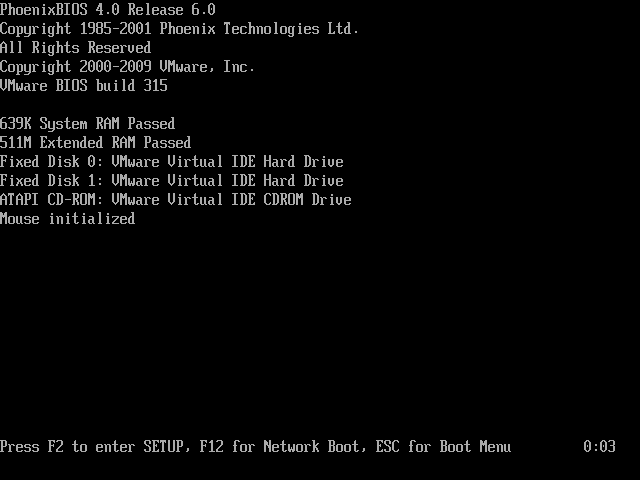 PhoenixBIOS 4.0 Release 6.0
Copyright 1985-2001 Phoenix Technologies Ltd.
All Rights Reserved
Copyright 2000-2009 VMware, Inc.
VMware BIOS build 315
639K System RAM Passed
511M Extended RAM Passed
Fixed Disk 0: VMware Virtual IDE Hard Drive
Fixed Disk 1: VMware Virtual IDE Hard Drive
ATAPI CD-ROM: VMware Virtual IDE CDROM Drive
Mouse initialized
Press F2 to enter SETUP, F12 for Network Boot, ESC for Boot Menu 0:03